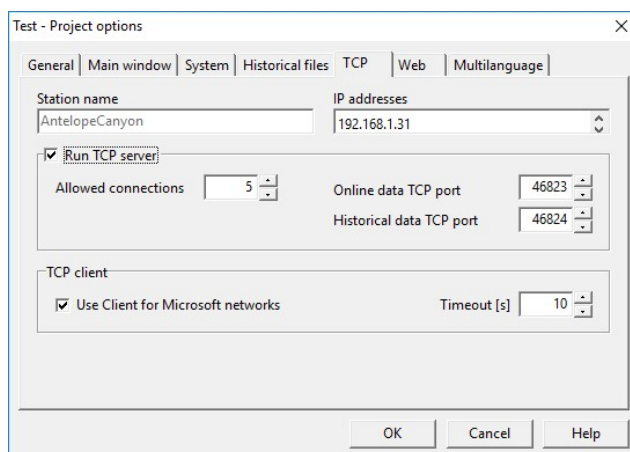 Test - Project options
General Main window System Historical files TCP Web Multilanguage
Station name IP addresses
AntelopeCanyon 192.168.1.31
Run TCP server
Allowed connections 5 Online data TCP port 46823
Historical data TCP port 46824
TCP client
Use Client for Microsoft networks Timeout [s] 10
OK Cancel Help